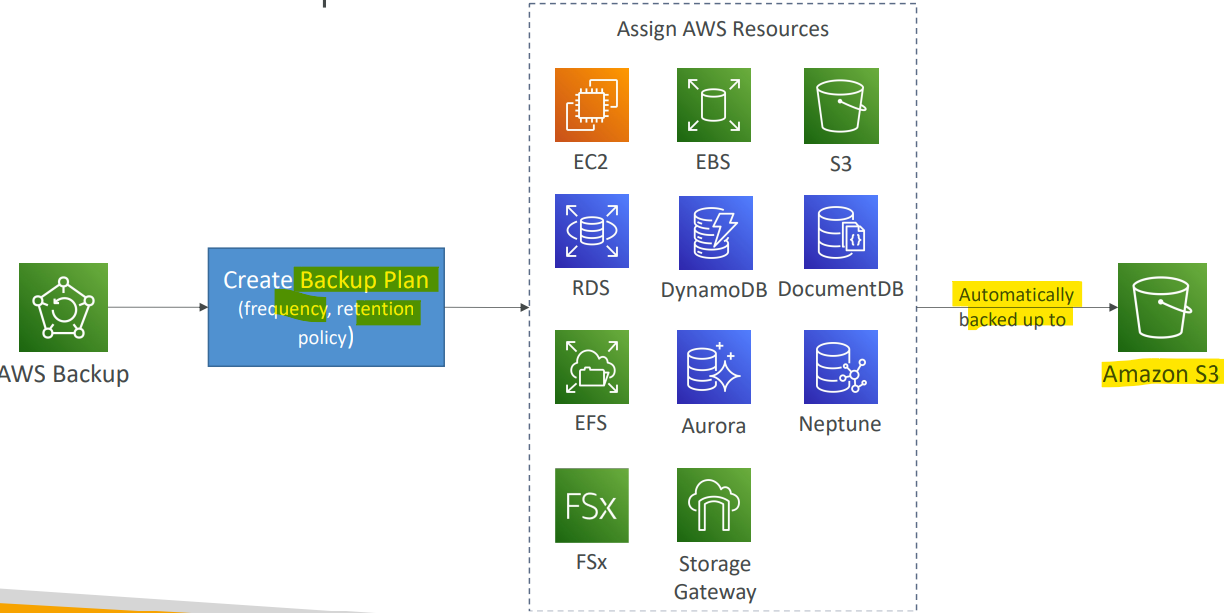 Assign AWS Resources
EC2
EBS
S3
RDS
DynamoDB
DocumentDB
EFS
Aurora
Neptune
FSx
FSx
Storage
Gateway
AWS Backup
Create Backup Plan
(frequency, retention
policy)
Automatically
backed up to
Amazon S3